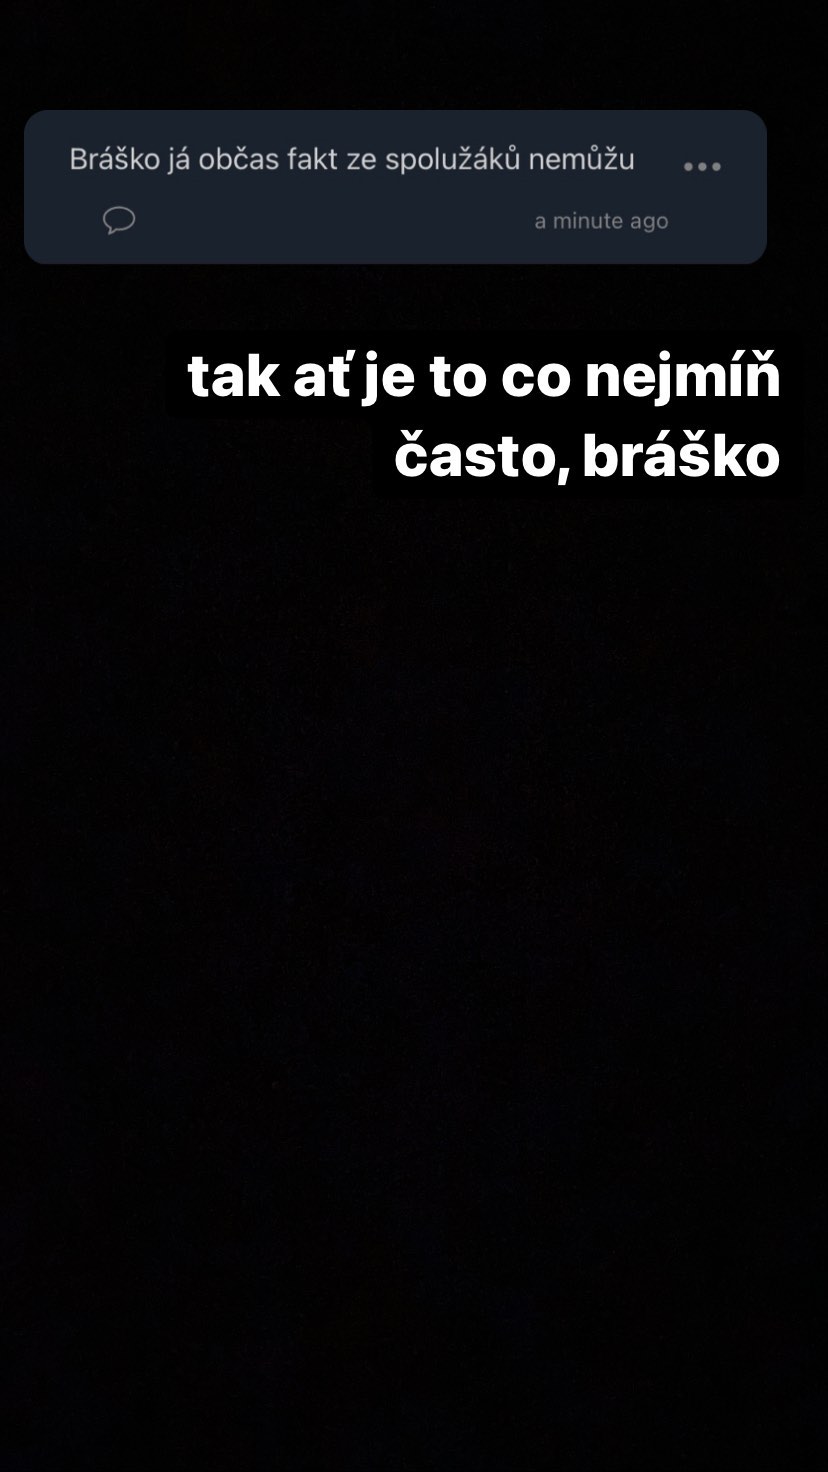 Bráško já občas fakt ze spolužáků nemůžu
a minute ago
tak ať je to co nejmíň
často, bráško